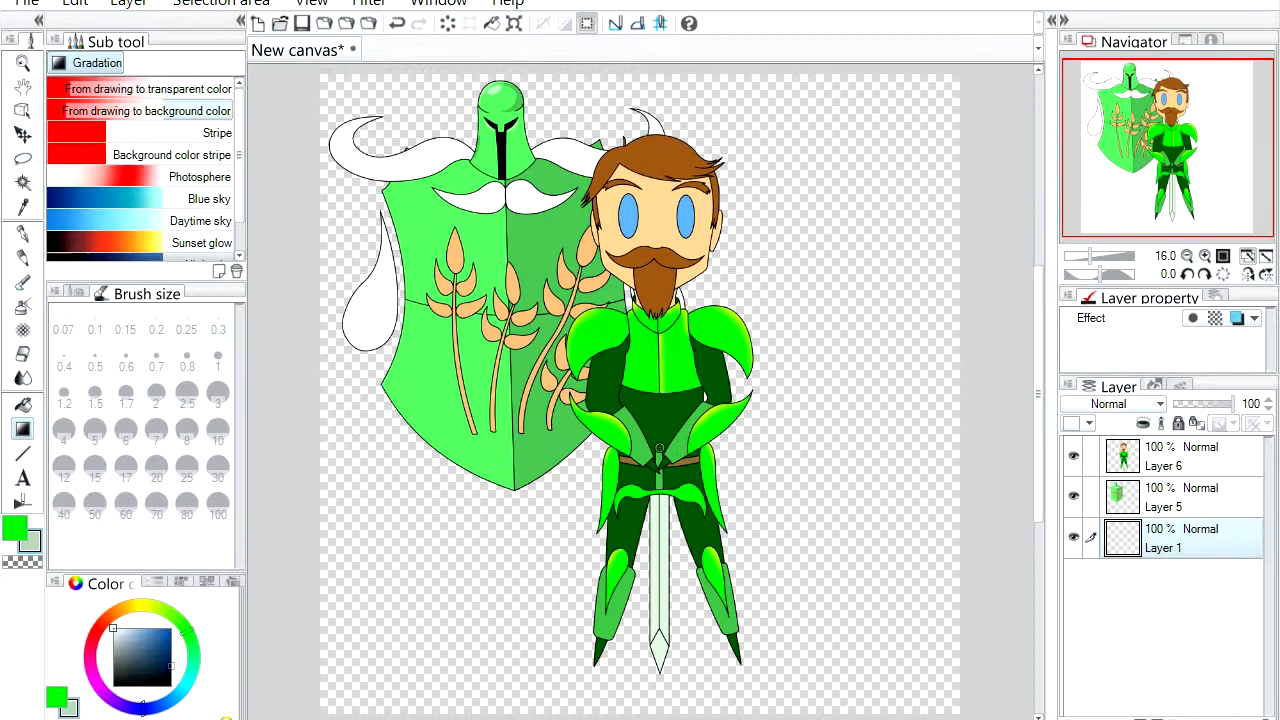 File Edit Layer Selection area View Filter Window Help
Sub tool
New canvas*
Navigator
Gradation
From drawing to transparent color
From drawing to background color
Stripe
Background color stripe
Photosphere
Blue sky
Daytime sky
Sunset glow
16.0
0.0
Brush size
Layer property
0.07 0.1 0.15 0.2 0.25 0.3
Effect
0.4 0.5 0.6 0.7 0.8 1
Layer
1.2 1.5 1.7 2 2.5 3
Normal 100
4 5 6 7 8 10
100 % Normal
Layer 6
12 15 17 20 25 30
100 % Normal
Layer 5
40 50 60 70 80 100
100 % Normal
Layer 1
A
Color